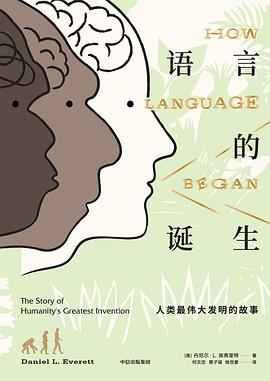 HOW
语言
LANGUAGE
的
BEGAN
诞生
The Story of
Humanity's Greatest Invention
人类最伟大发明的故事
Daniel L. Everett
中信出版集团
[美] 丹尼尔·L. 埃弗里特 — 著
何文忠 樊子瑶 桂世豪 — 译